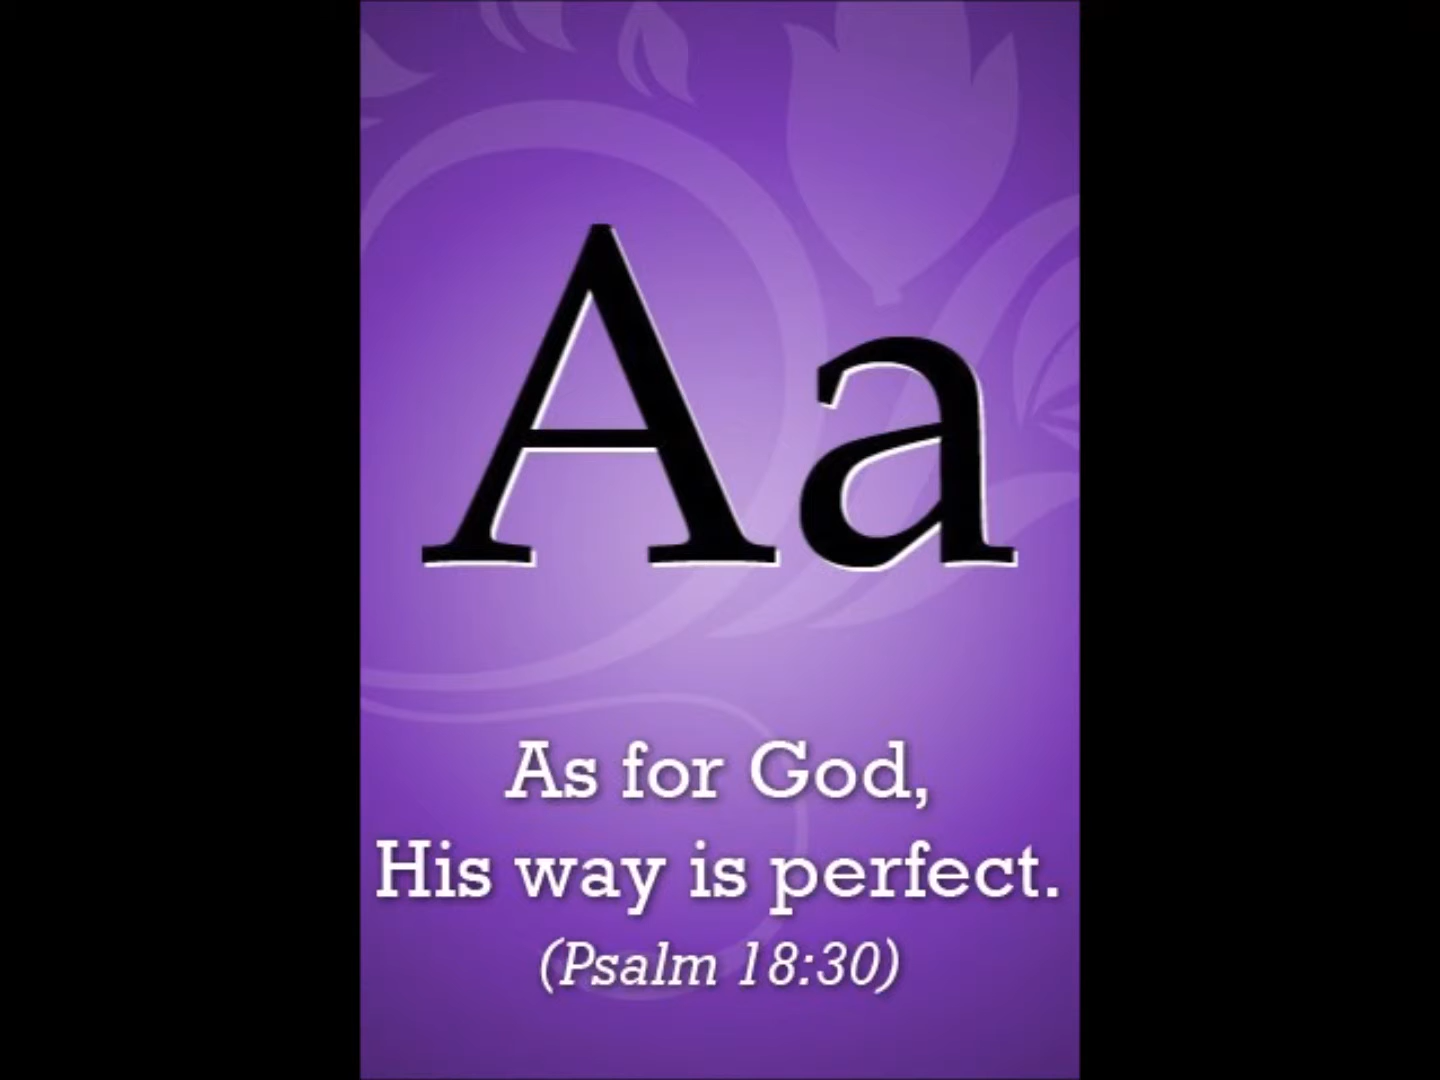 Aa
As for God,
His way is perfect.
(Psalm 18:30)